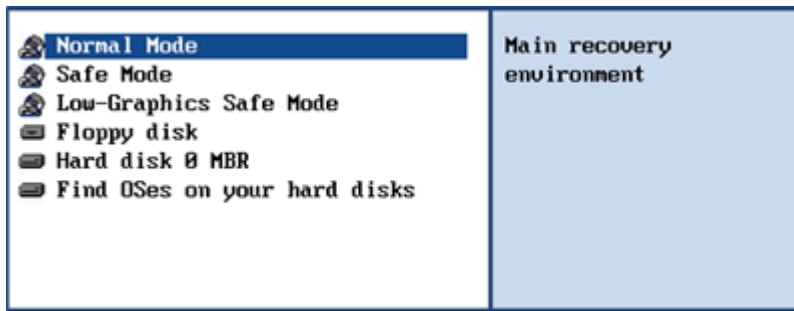 Normal Mode
Safe Mode
Low-Graphics Safe Mode
Floppy disk
Hard disk 0 MBR
Find OSes on your hard disks
Main recovery
environment